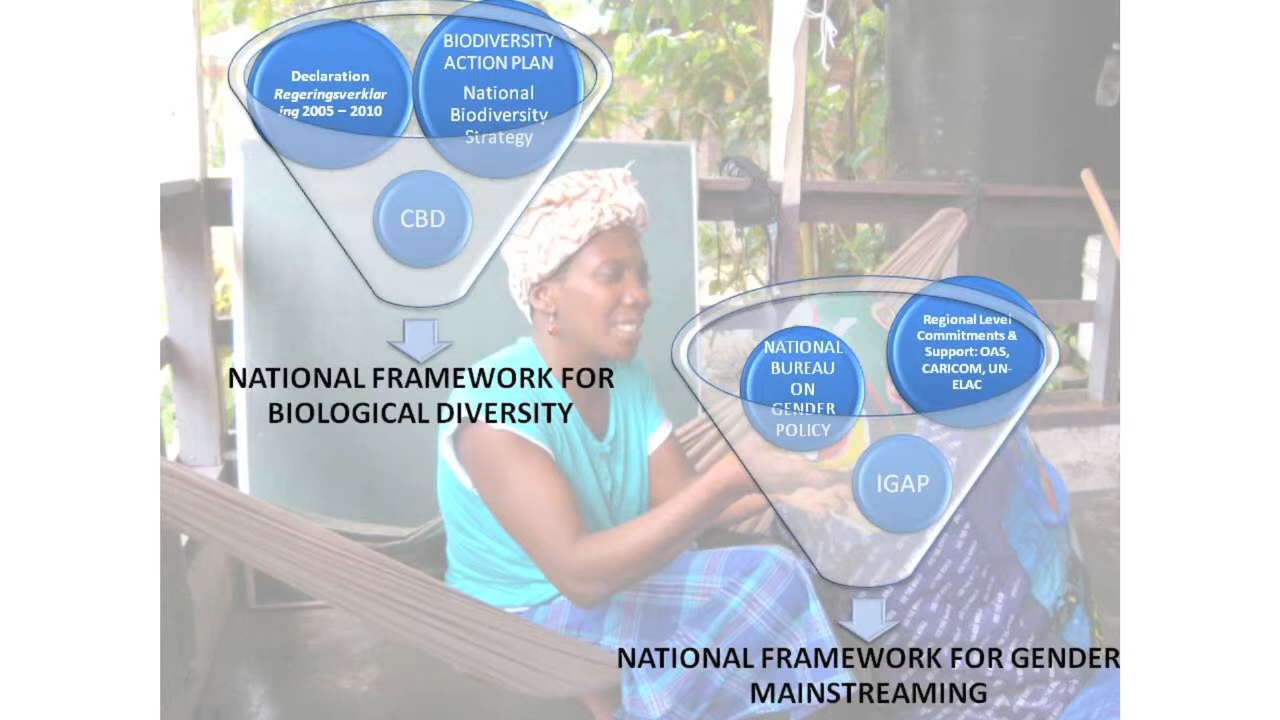 Declaration
Regeringsverklar
ing 2005 – 2010
BIODIVERSITY
ACTION PLAN
National
Biodiversity
Strategy
CBD
NATIONAL FRAMEWORK FOR
BIOLOGICAL DIVERSITY
NATIONAL
BUREAU
ON
GENDER
POLICY
Regional Level
Commitments &
Support: OAS,
CARICOM, UN-
ELAC
IGAP
NATIONAL FRAMEWORK FOR GENDER
MAINSTREAMING